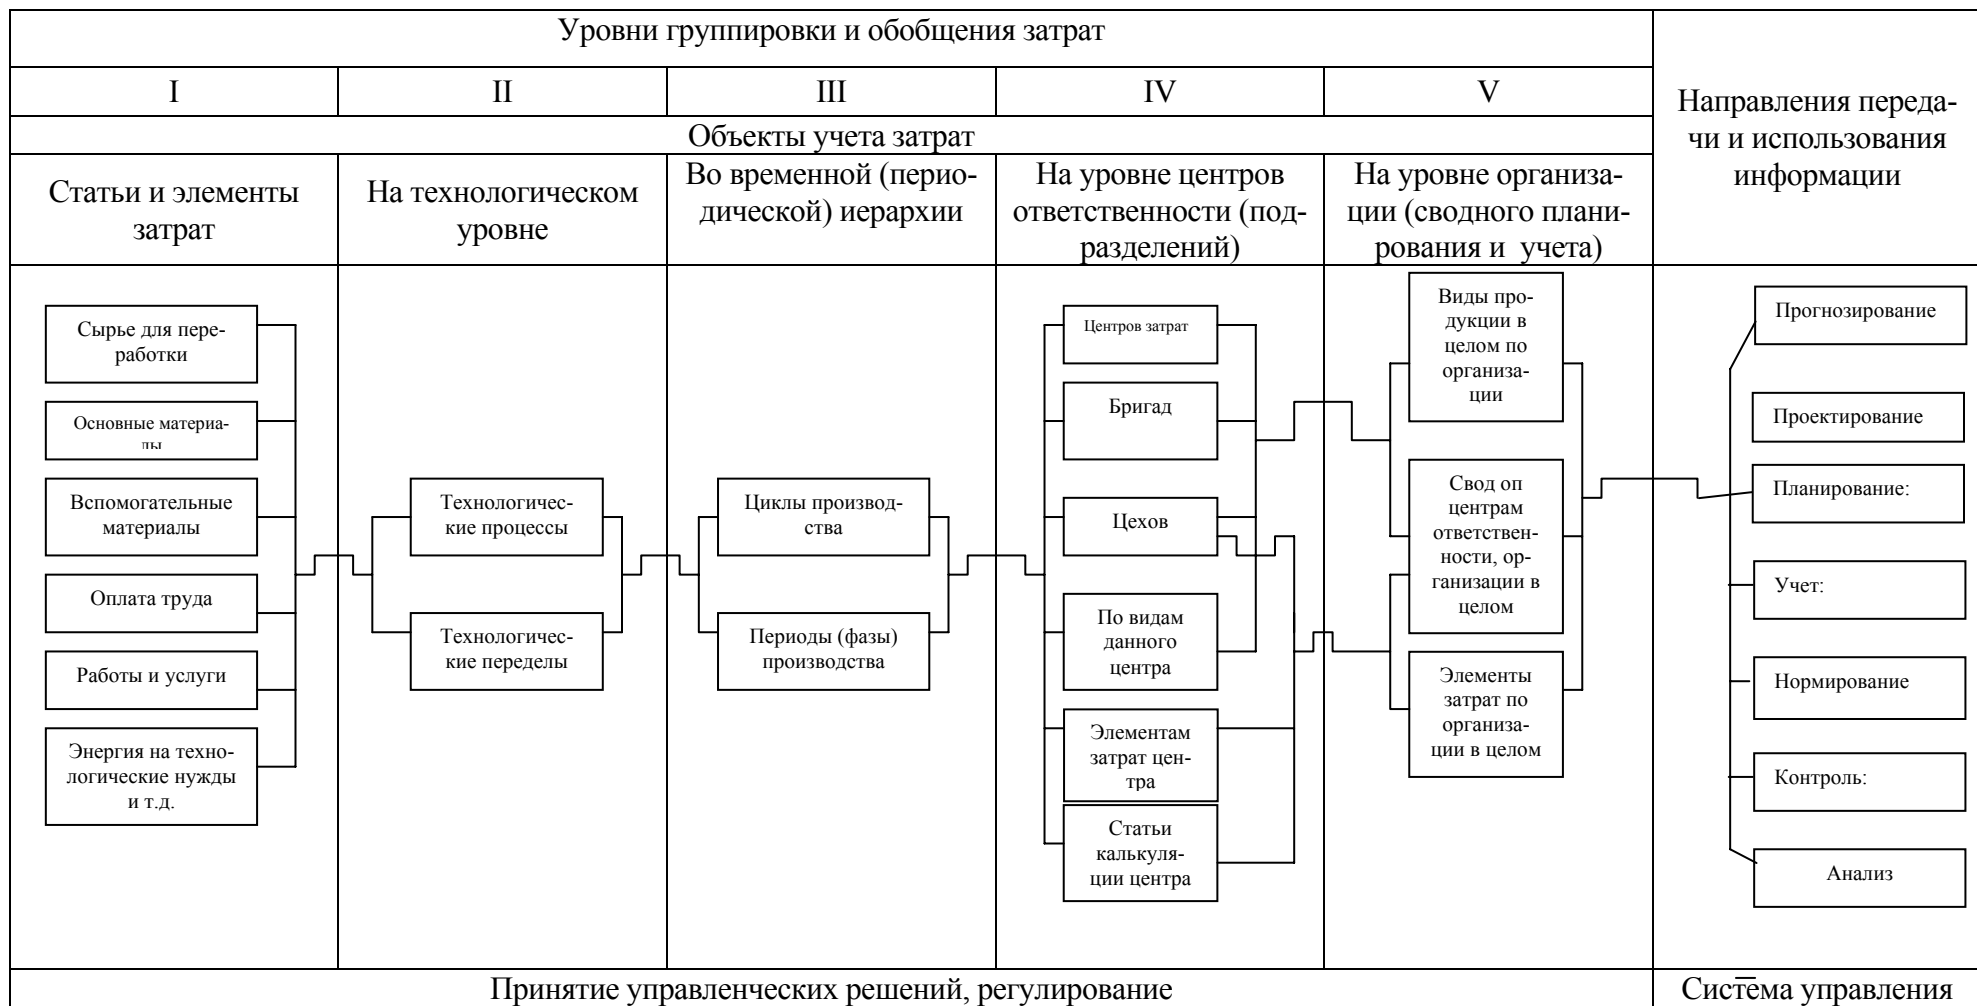 Уровни группировки и обобщения затрат
I
II
III
IV
V
Направления переда-
чи и использования
информации
Объекты учета затрат
Статьи и элементы
затрат
На технологическом
уровне
Во временной (перио-
дической) иерархии
На уровне центров
ответственности (под-
разделений)
На уровне организа-
ции (сводного плани-
рования и учета)
Сырье для пере-
работки
Основные материа-
лы
Вспомогательные
материалы
Оплата труда
Работы и услуги
Энергия на техно-
логические нужды
и т.д.
Технологичес-
кие процессы
Технологичес-
кие переделы
Циклы производ-
ства
Периоды (фазы)
производства
Центров затрат
Бригад
Цехов
По видам
данного
центра
Элементам
затрат цен-
тра
Статьи
калькуля-
ции центра
Виды про-
дукции в
целом по
организа-
ции
Свод оп
центрам
ответствен-
ности, ор-
ганизации в
целом
Элементы
затрат по
организа-
ции в целом
Прогнозирование
Проектирование
Планирование:
Учет:
Нормирование
Контроль:
Анализ
Принятие управленческих решений, регулирование
Система управления